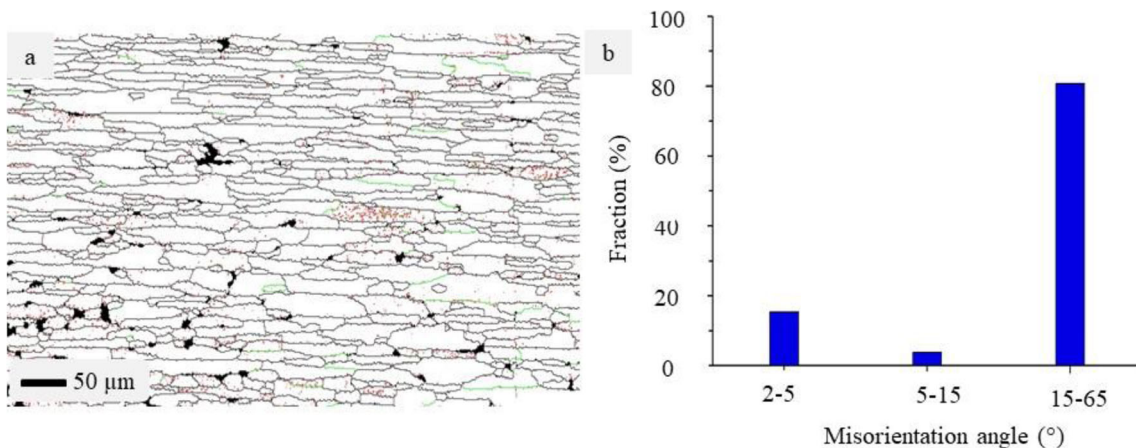 a
50 μm
b
100
80
60
40
20
0
Fraction (%)
2-5 5-15 15-65
Misorientation angle (°)